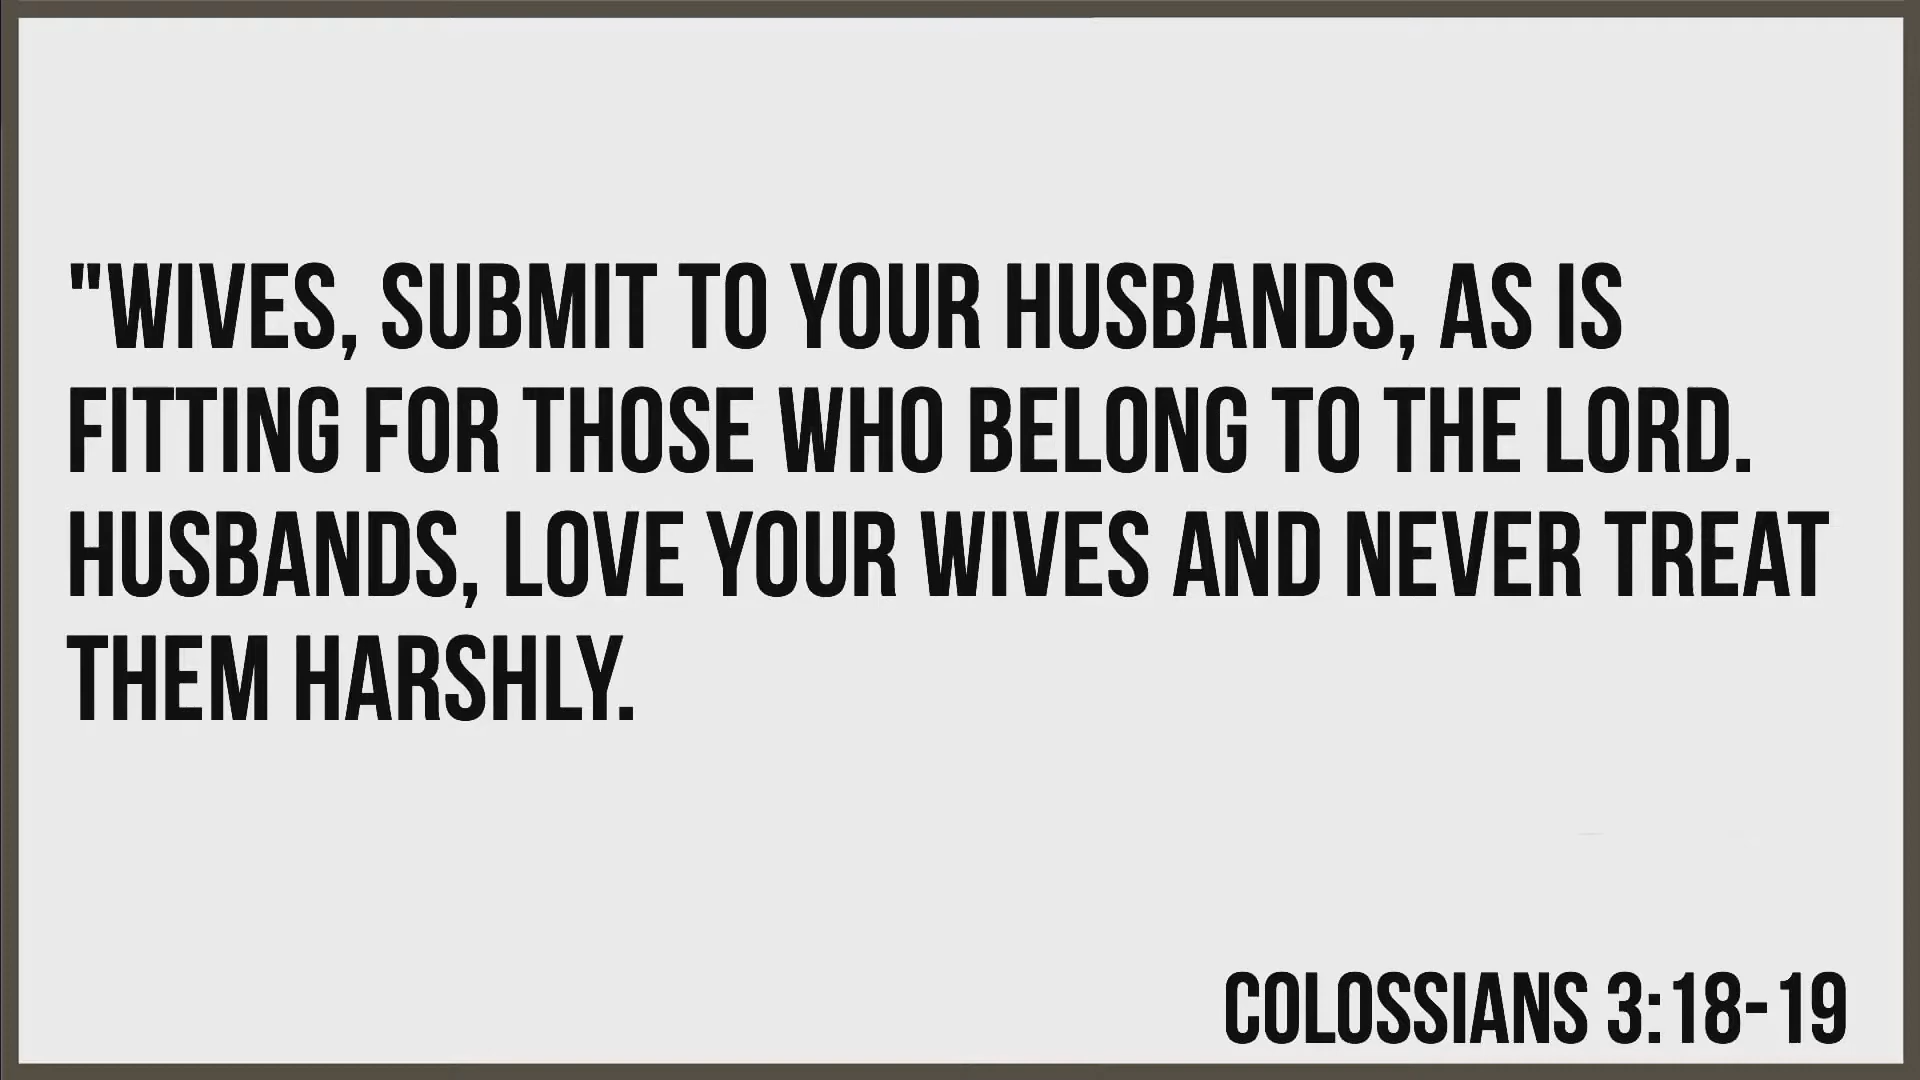 "WIVES, SUBMIT TO YOUR HUSBANDS, AS IS
FITTING FOR THOSE WHO BELONG TO THE LORD.
HUSBANDS, LOVE YOUR WIVES AND NEVER TREAT
THEM HARSHLY.
COLOSSIANS 3:18-19